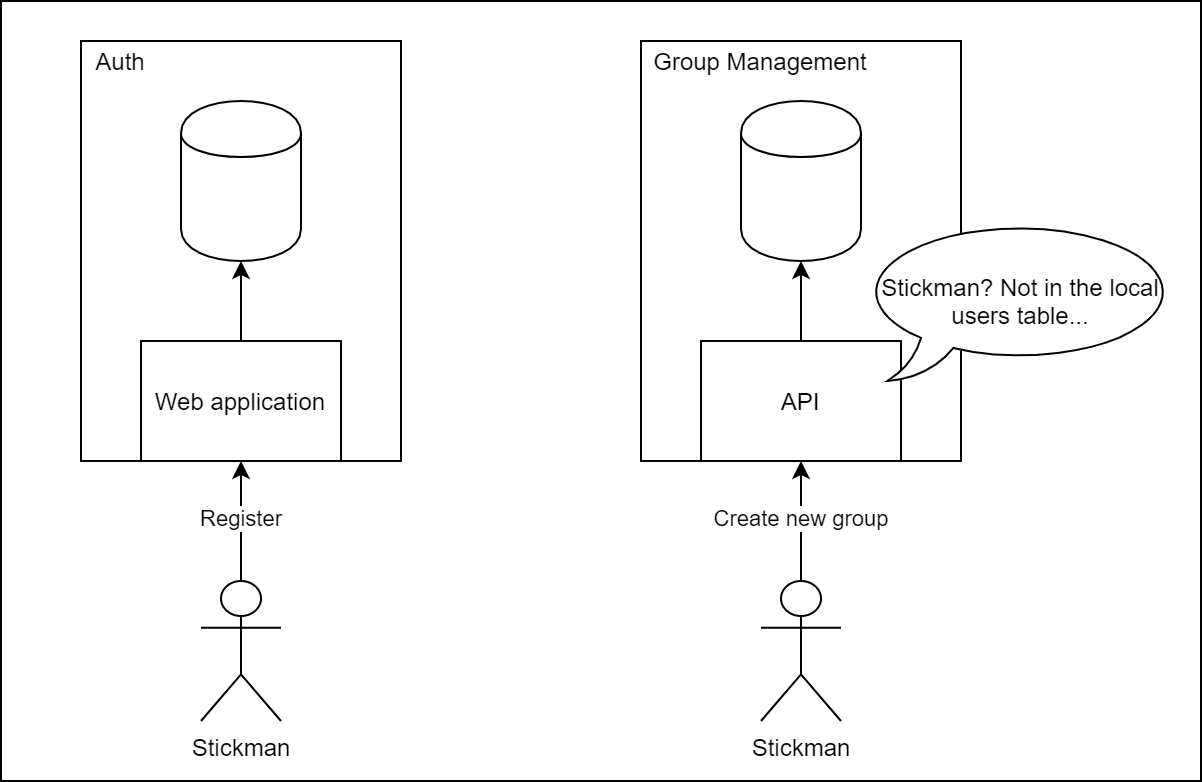 Auth
Group Management
Stickman? Not in the local
users table...
Web application
API
Register
Create new group
Stickman
Stickman